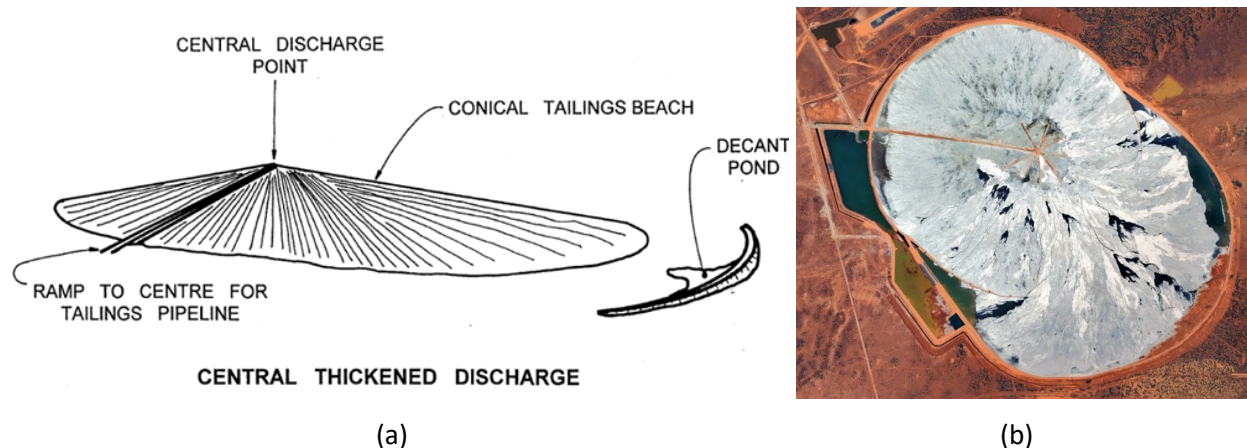 CENTRAL DISCHARGE
POINT
CONICAL TAILINGS BEACH
DECANT
POND
RAMP TO CENTRE FOR
TAILINGS PIPELINE
CENTRAL THICKENED DISCHARGE
(a)
(b)